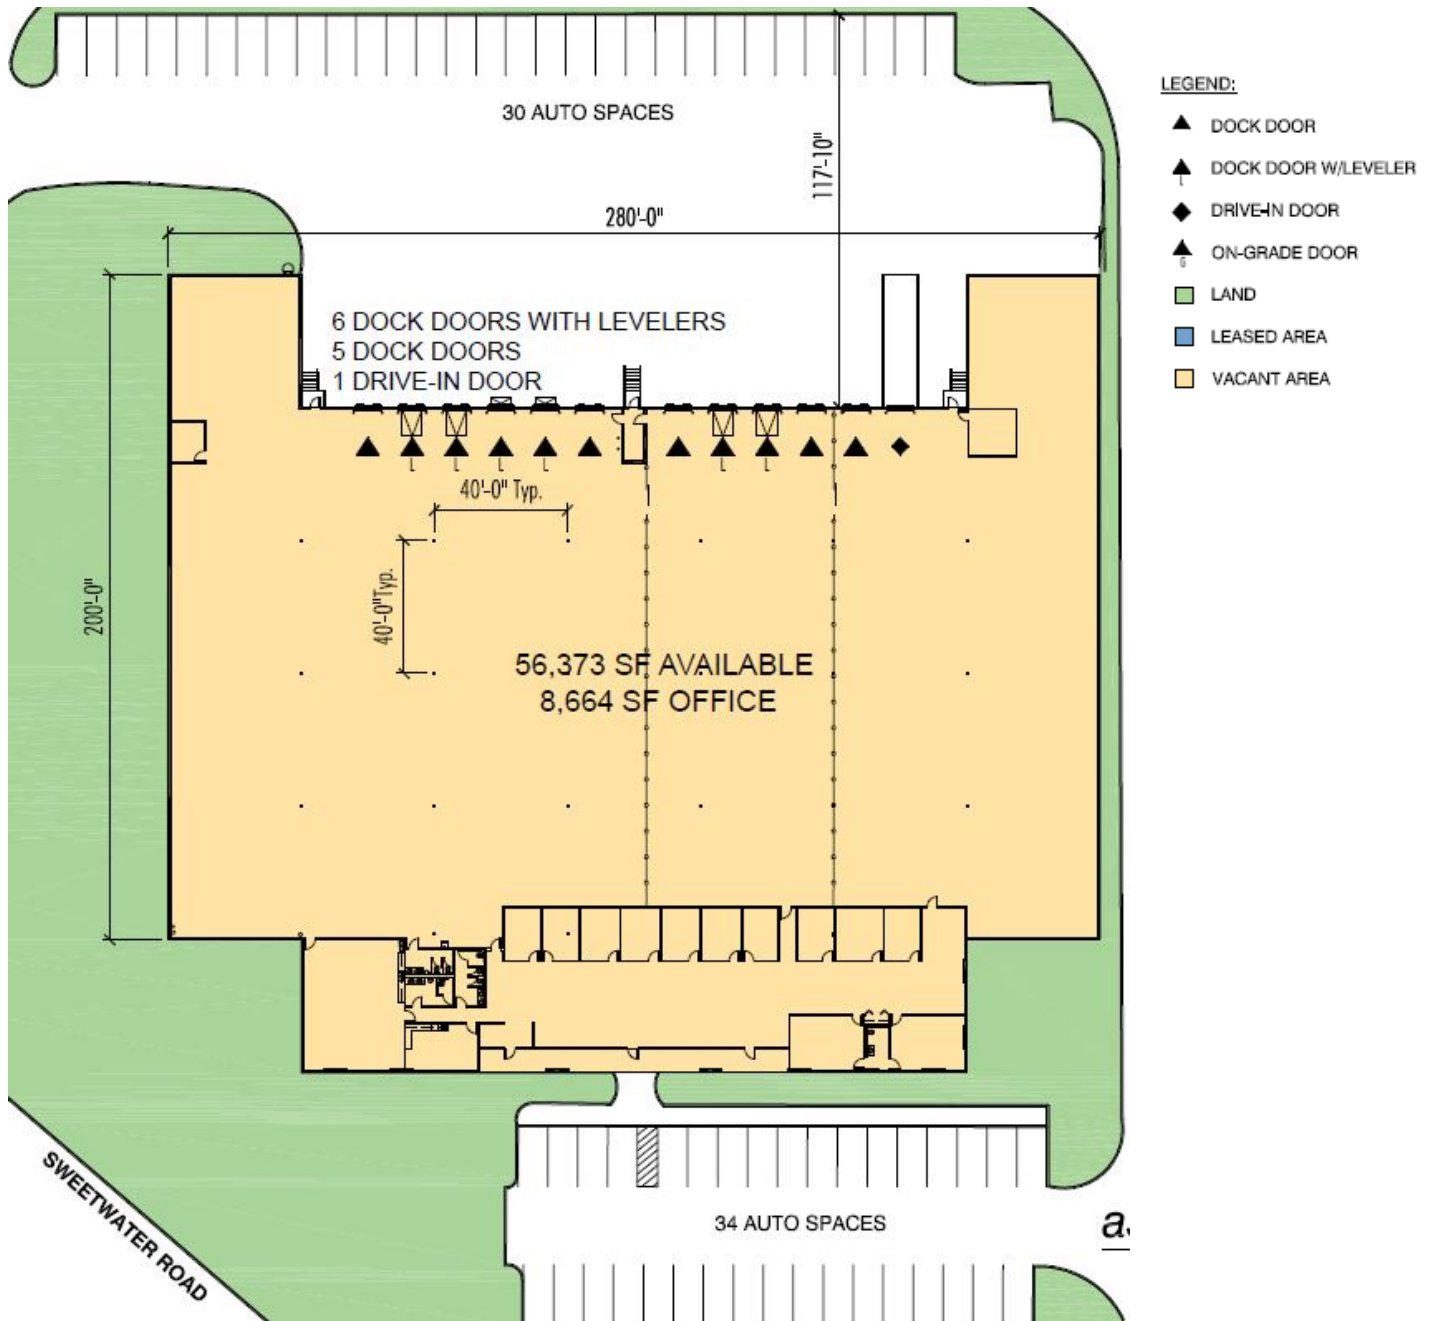 30 AUTO SPACES
117'-10"
280'-0"
6 DOCK DOORS WITH LEVELERS
5 DOCK DOORS
1 DRIVE-IN DOOR
L
L
L
L
L
L
40'-0" Typ.
40'-0"Typ.
200'-0"
56,373 SF AVAILABLE
8,664 SF OFFICE
SWEETWATER ROAD
34 AUTO SPACES
LEGEND:
DOCK DOOR
L DOCK DOOR W/LEVELER
DRIVE-IN DOOR
G ON-GRADE DOOR
LAND
LEASED AREA
VACANT AREA